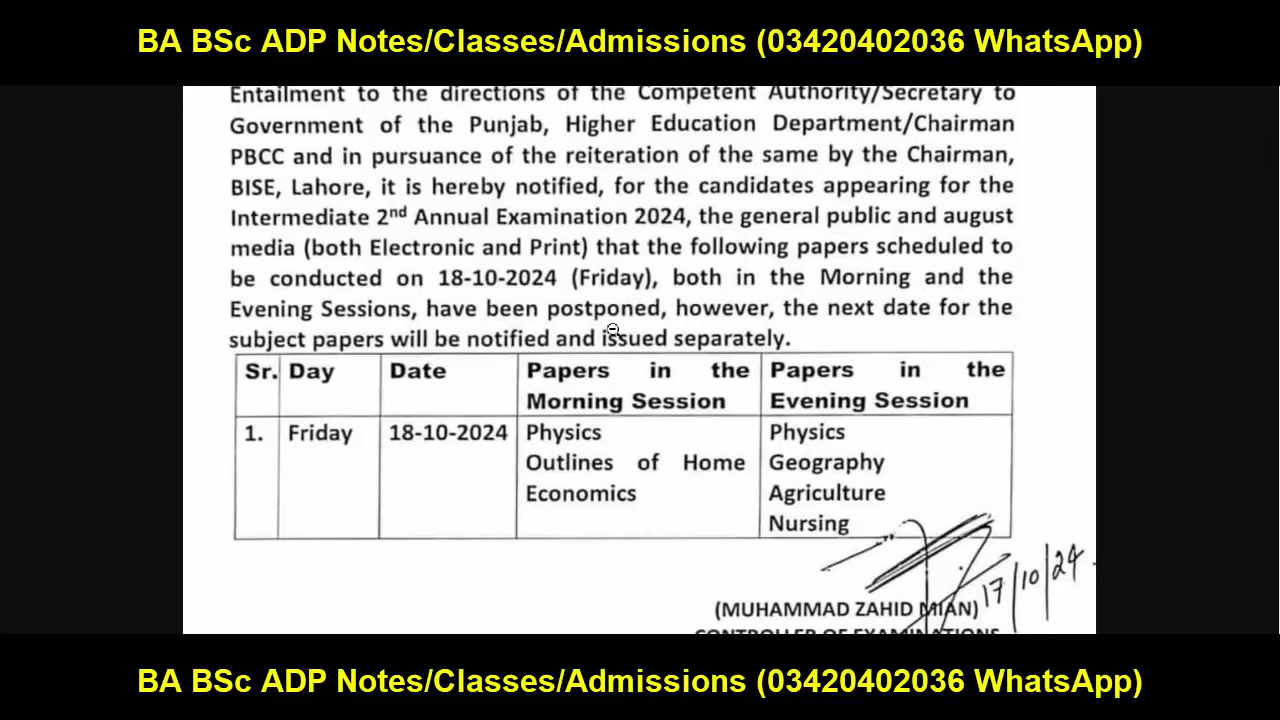 BA BSc ADP Notes/Classes/Admissions (03420402036 WhatsApp)
Entailment to the directions of the Competent Authority/Secretary to
Government of the Punjab, Higher Education Department/Chairman
PBCC and in pursuance of the reiteration of the same by the Chairman,
BISE, Lahore, it is hereby notified, for the candidates appearing for the
Intermediate 2nd Annual Examination 2024, the general public and august
media (both Electronic and Print) that the following papers scheduled to
be conducted on 18-10-2024 (Friday), both in the Morning and the
Evening Sessions, have been postponed, however, the next date for the
subject papers will be notified and issued separately.
Sr. Day Date Papers in the Papers in the
Morning Session Evening Session
1. Friday 18-10-2024 Physics Physics
Outlines of Home Geography
Economics Agriculture
Nursing
17/10/24
(MUHAMMAD ZAHID MIAN)
CONTROLLER OF EXAMINATIONS
BA BSc ADP Notes/Classes/Admissions (03420402036 WhatsApp)